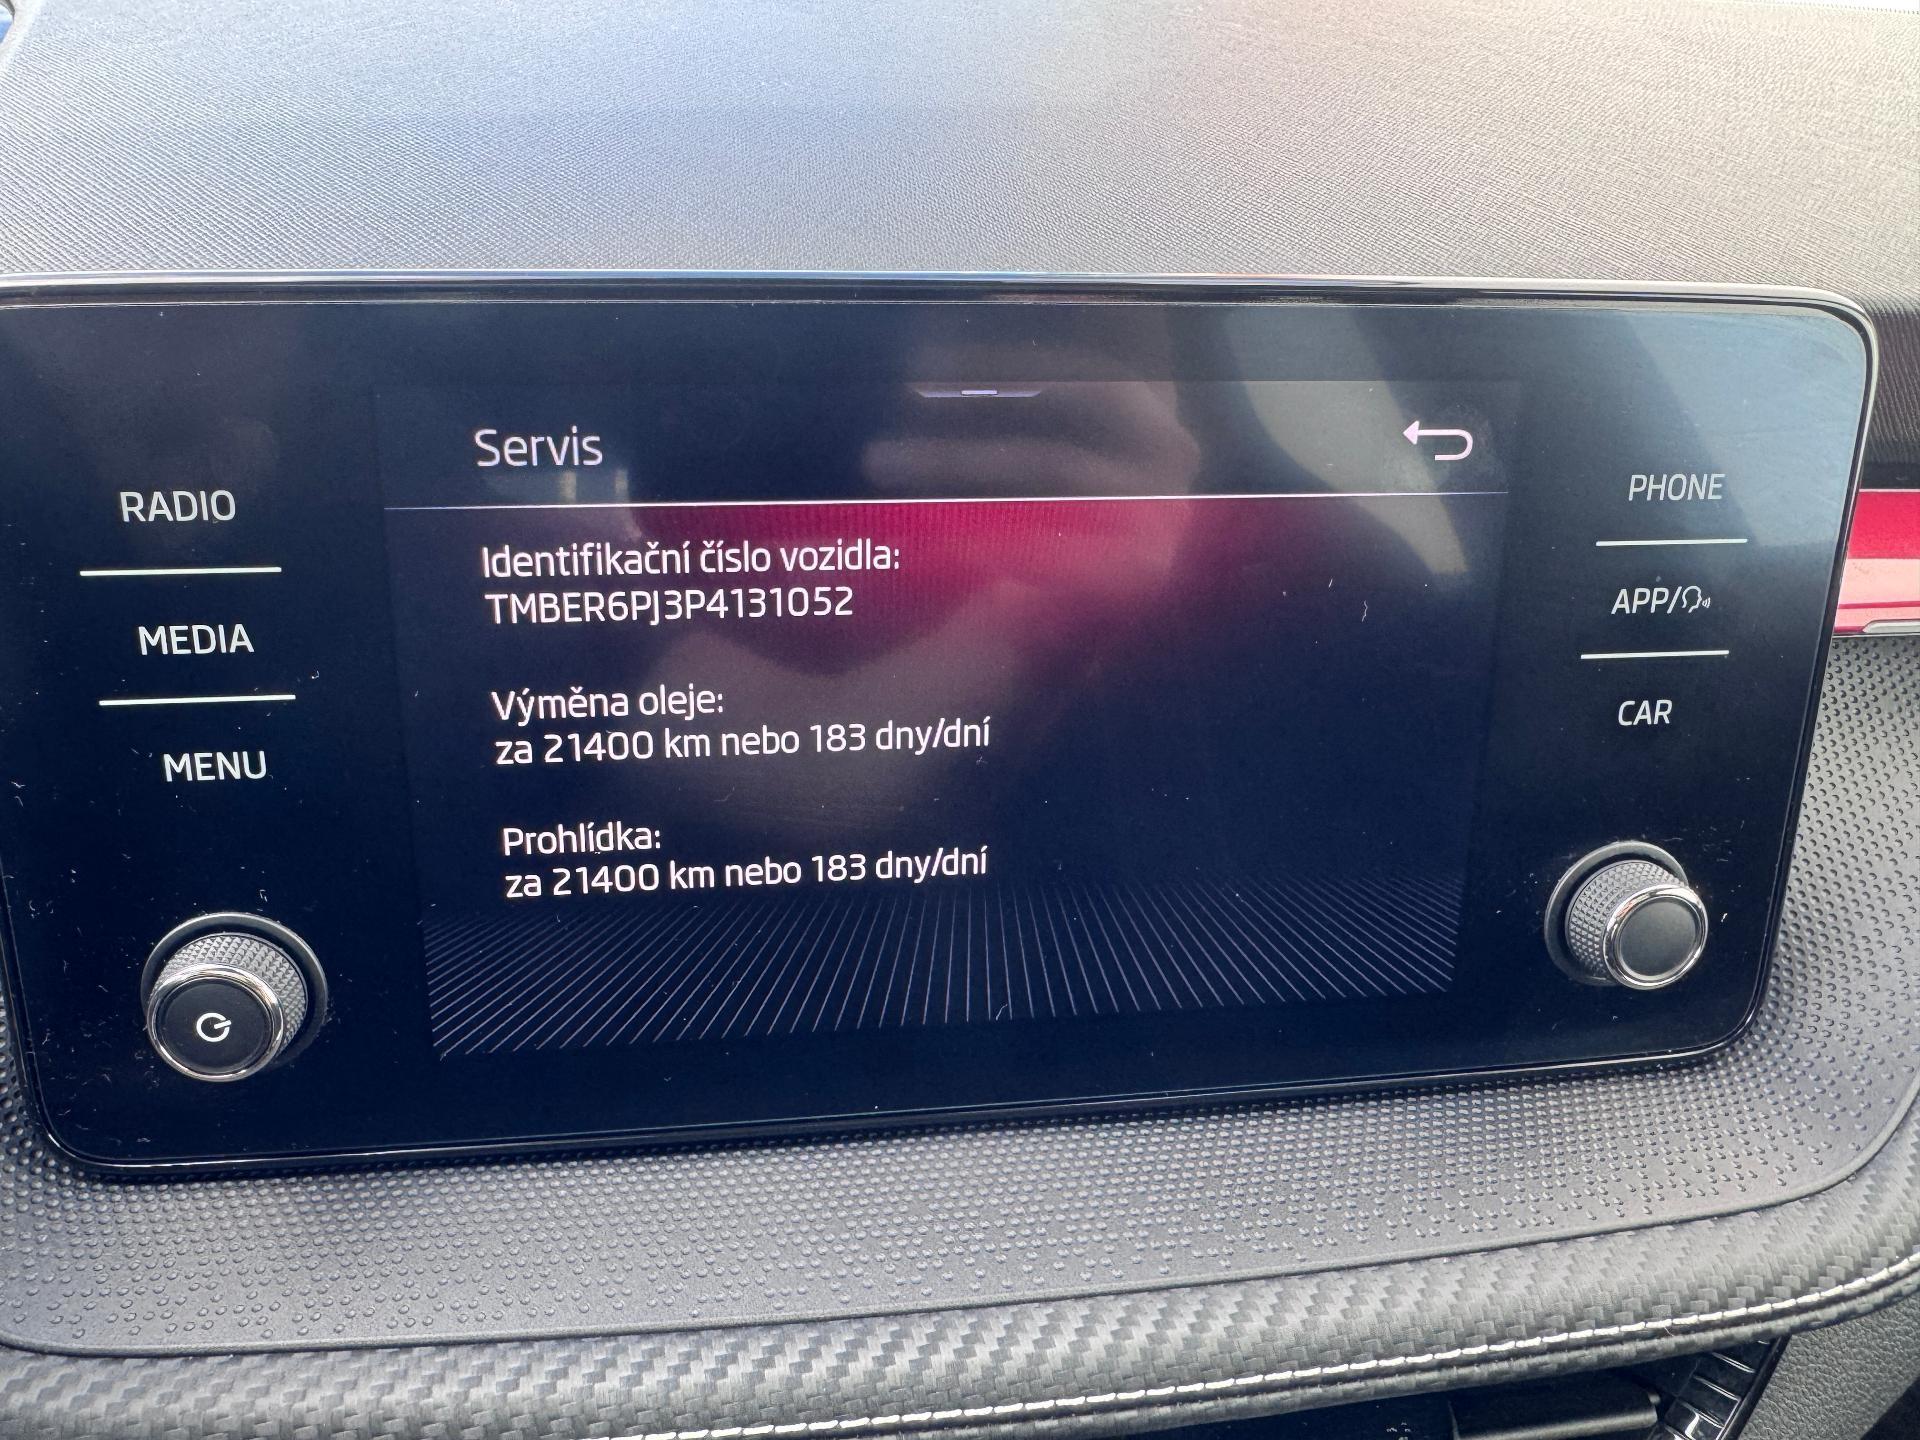 Servis
RADIO
MEDIA
MENU
Identifikační číslo vozidla:
TMBER6PJ3P4131052
Výměna oleje:
za 21400 km nebo 183 dny/dní
Prohlídka:
za 21400 km nebo 183 dny/dní
PHONE
APP/
CAR